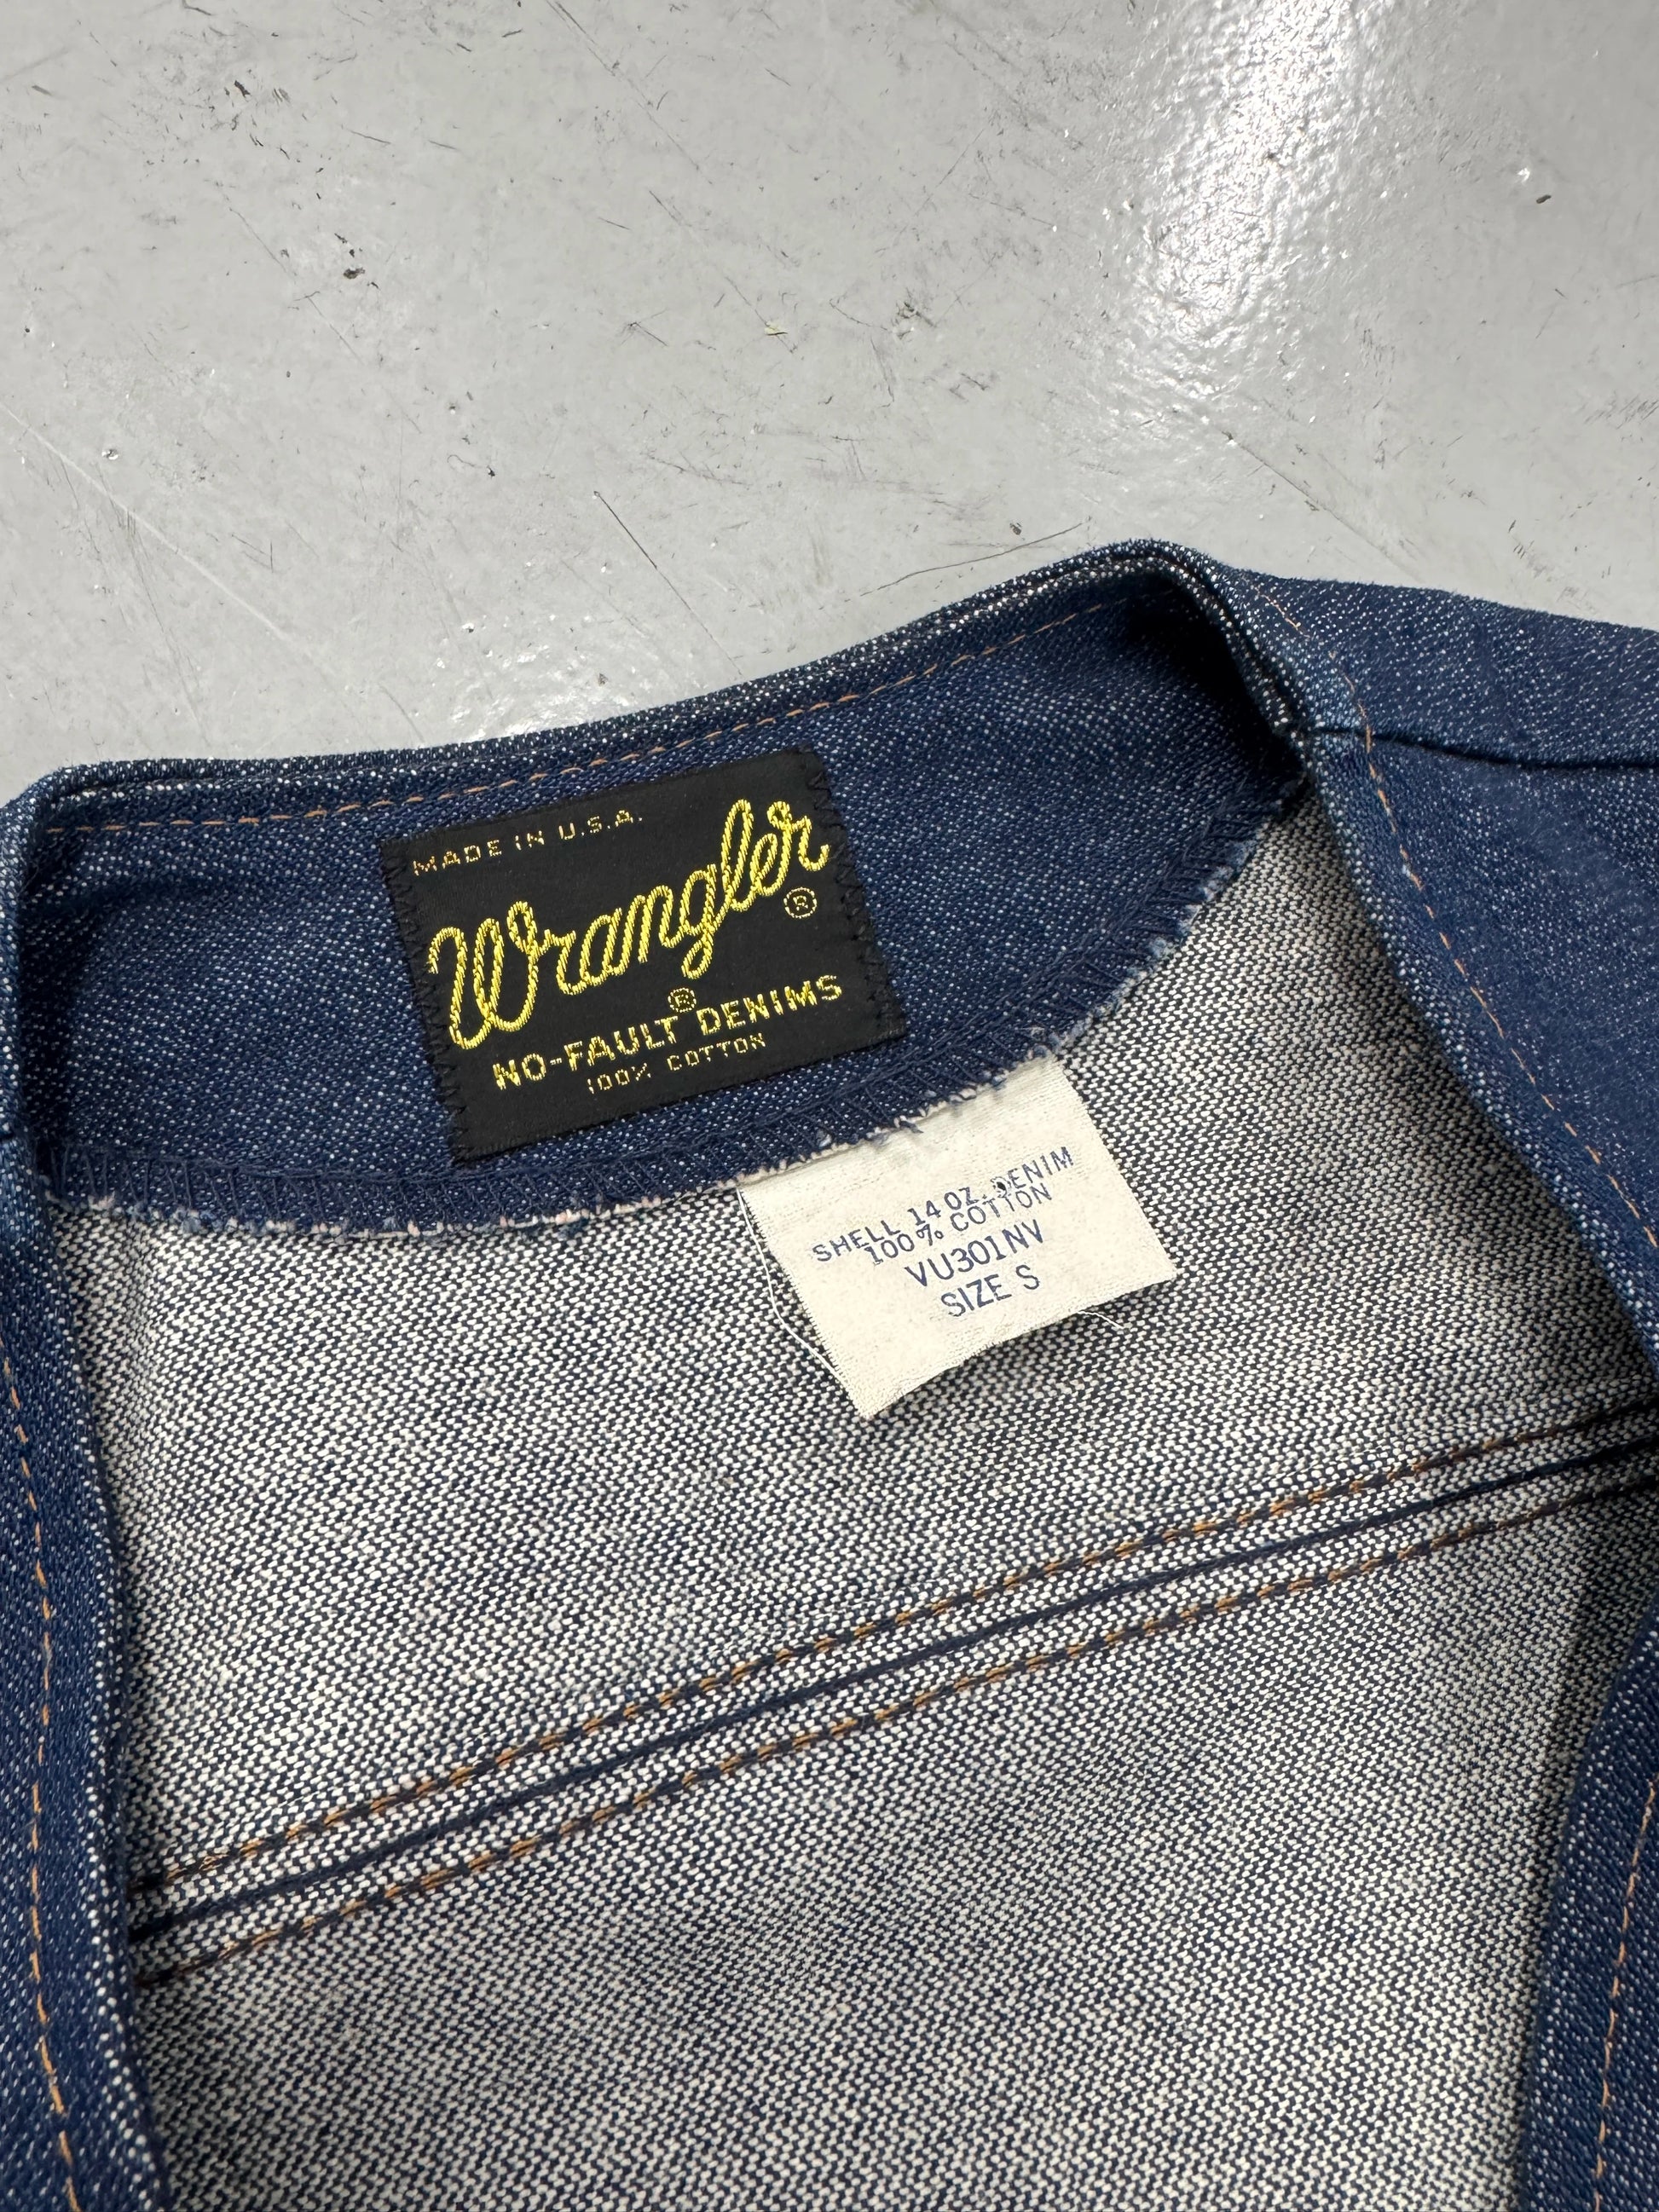 MADE IN U.S.A.
Wrangler®
®
NO-FAULT DENIMS
100% COTTON
SHELL 14 OZ. DENIM
100% COTTON
VU301NV
SIZE S